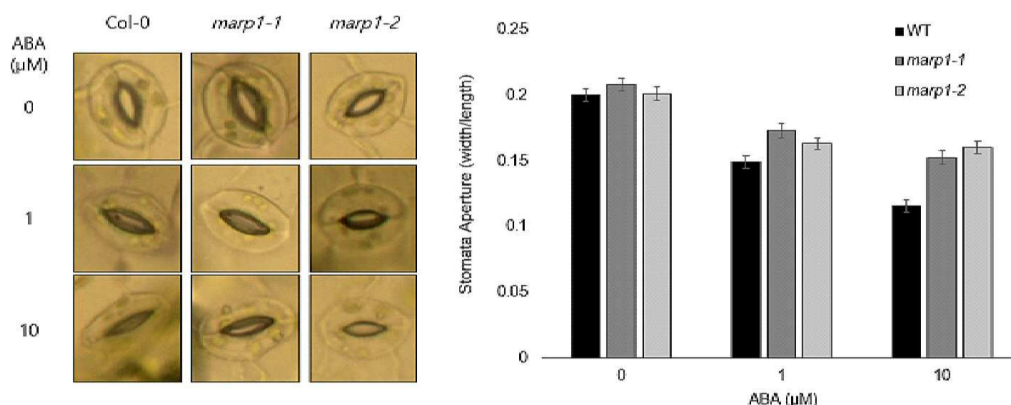 Col-0 marp1-1 marp1-2
ABA
(µM)
0
1
10
Stomata Aperture (width/length)
0.25
0.2
0.15
0.1
0.05
0
WT
marp1-1
marp1-2
0 1 10
ABA (µM)